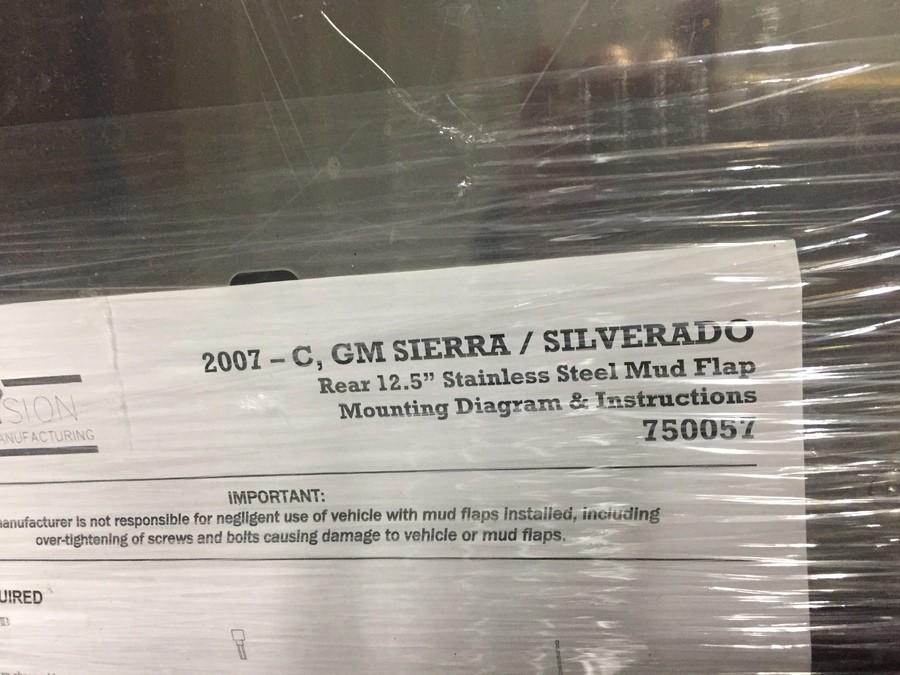 2007 – C, GM SIERRA / SILVERADO
Rear 12.5” Stainless Steel Mud Flap
Mounting Diagram & Instructions
750057
SION
ANUFACTURING
IMPORTANT:
anufacturer is not responsible for negligent use of vehicle with mud flaps installed, including
over-tightening of screws and bolts causing damage to vehicle or mud flaps.
UIRED